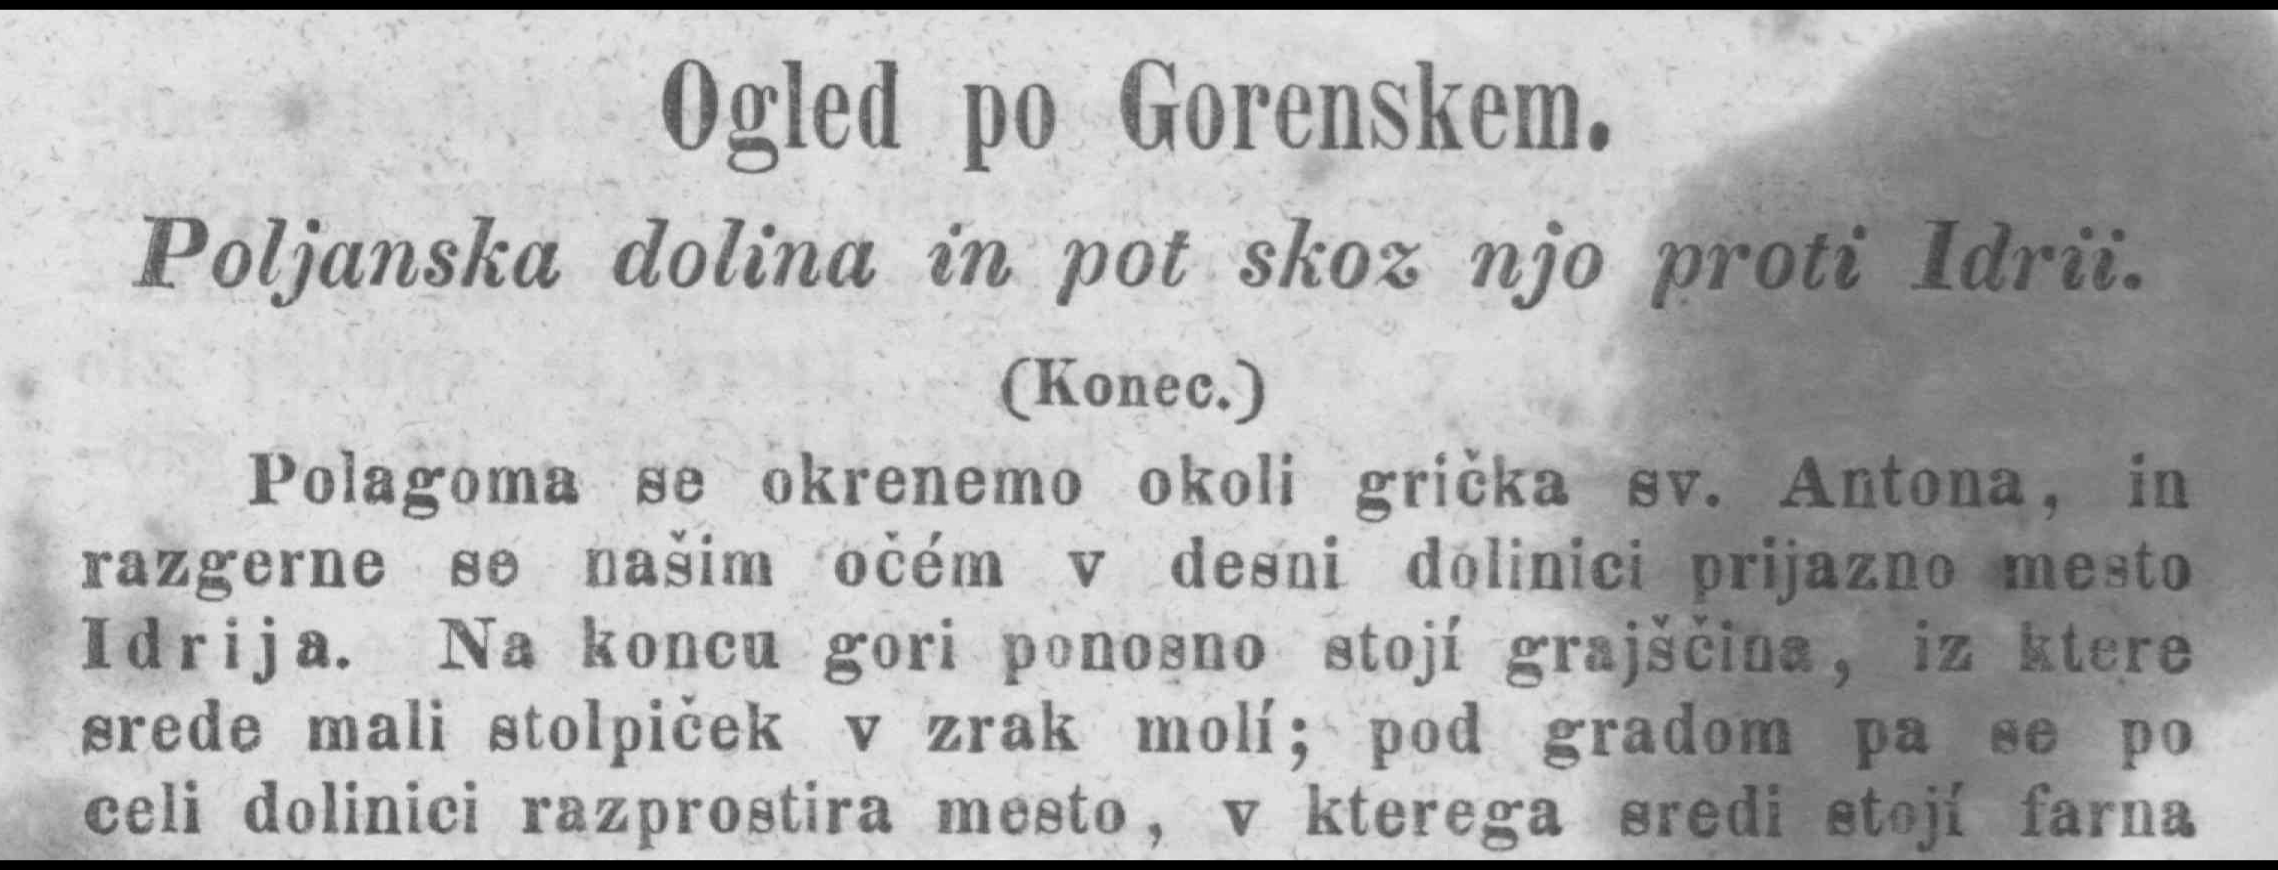 Ogled po Gorenskem.
Poljanska dolina in pot skoz njo proti Idrii.
(Konec.)
Polagoma se okrenemo okoli grička sv. Antona, in
razgerne se našim očém v desni dolinici prijazno mesto
Idrija. Na koncu gori ponosno stojí grajščina, iz ktere
srede mali stolpiček v zrak molí; pod gradom pa se po
celi dolinici razprostira mesto, v kterega sredi stojí farna